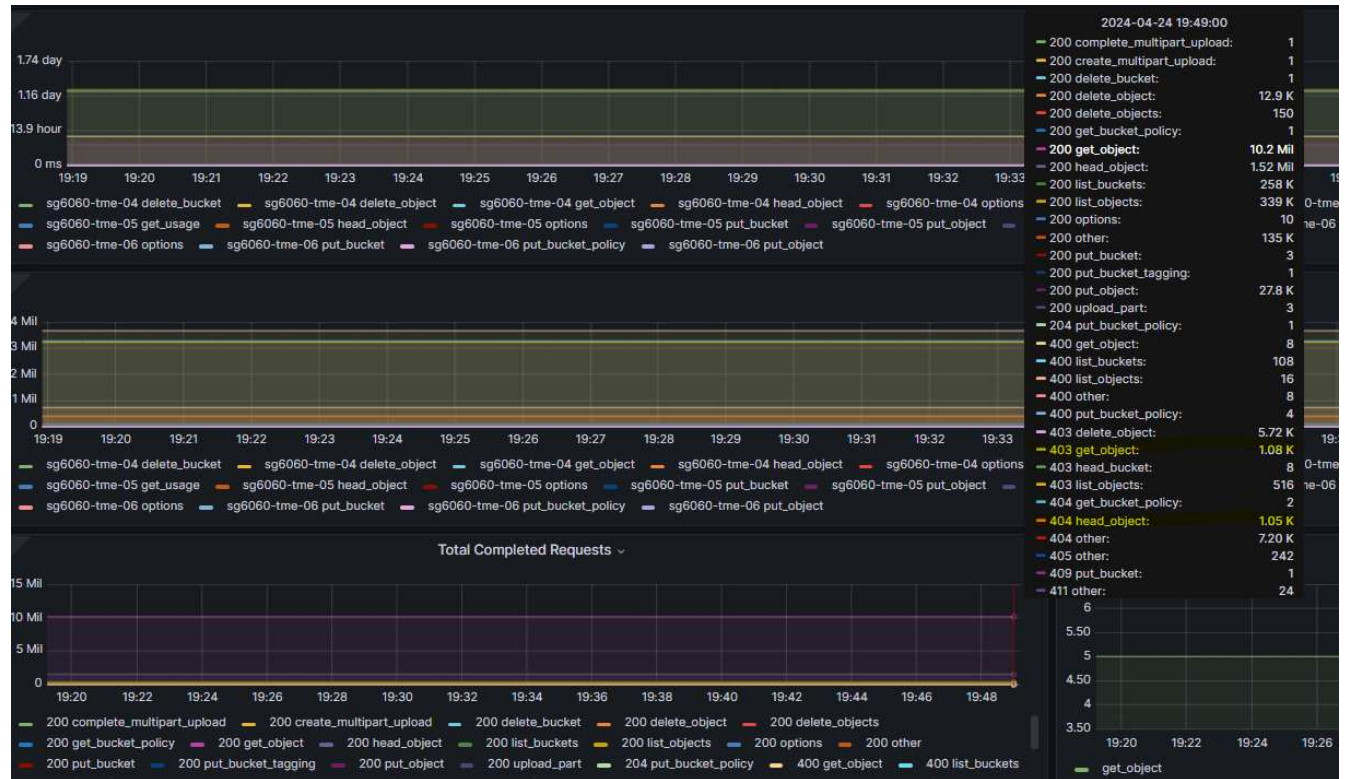 1.74 day
1.16 day
13.9 hour
0 ms
19:19 19:20 19:21 19:22 19:23 19:24 19:25 19:26 19:27 19:28 19:29 19:30 19:31 19:32 19:33
sg6060-tme-04 delete_bucket sg6060-tme-04 delete_object sg6060-tme-04 get_object sg6060-tme-04 head_object sg6060-tme-04 options
sg6060-tme-05 get_usage sg6060-tme-05 head_object sg6060-tme-05 options sg6060-tme-05 put_bucket sg6060-tme-05 put_object
sg6060-tme-06 options sg6060-tme-06 put_bucket sg6060-tme-06 put_bucket_policy sg6060-tme-06 put_object
4 Mil
3 Mil
2 Mil
1 Mil
0
19:19 19:20 19:21 19:22 19:23 19:24 19:25 19:26 19:27 19:28 19:29 19:30 19:31 19:32 19:33
sg6060-tme-04 delete_bucket sg6060-tme-04 delete_object sg6060-tme-04 get_object sg6060-tme-04 head_object sg6060-tme-04 options
sg6060-tme-05 get_usage sg6060-tme-05 head_object sg6060-tme-05 options sg6060-tme-05 put_bucket sg6060-tme-05 put_object
sg6060-tme-06 options sg6060-tme-06 put_bucket sg6060-tme-06 put_bucket_policy sg6060-tme-06 put_object
2024-04-24 19:49:00
200 complete_multipart_upload: 1
200 create_multipart_upload: 1
200 delete_bucket: 1
200 delete_object: 12.9 K
200 delete_objects: 150
200 get_bucket_policy: 1
200 get_object: 10.2 Mil
200 head_object: 1.52 Mil
200 list_buckets: 258 K
200 list_objects: 339 K
200 options: 10
200 other: 135 K
200 put_bucket: 3
200 put_bucket_tagging: 1
200 put_object: 27.8 K
200 upload_part: 3
204 put_bucket_policy: 1
400 get_object: 8
400 list_buckets: 108
400 list_objects: 16
400 other: 8
400 put_bucket_policy: 4
403 delete_object: 5.72 K
403 get_object: 1.08 K
403 head_bucket: 8
403 list_objects: 516
404 get_bucket_policy: 2
404 head_object: 1.05 K
404 other: 7.20 K
405 other: 242
409 put_bucket: 1
411 other: 24
Total Completed Requests
15 Mil
10 Mil
5 Mil
0
19:20 19:22 19:24 19:26 19:28 19:30 19:32 19:34 19:36 19:38 19:40 19:42 19:44 19:46 19:48
200 complete_multipart_upload 200 create_multipart_upload 200 delete_bucket 200 delete_object 200 delete_objects
200 get_bucket_policy 200 get_object 200 head_object 200 list_buckets 200 list_objects 200 options 200 other
200 put_bucket 200 put_bucket_tagging 200 put_object 200 upload_part 204 put_bucket_policy 400 get_object 400 list_buckets
6
5.50
5
4.50
4
3.50
19:20 19:22 19:24 19:26
get_object